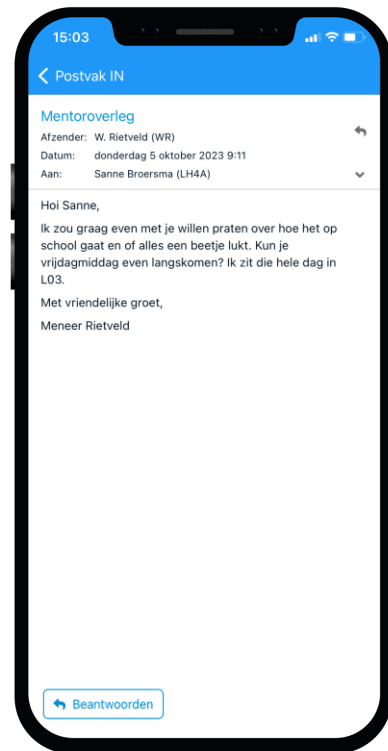 15:03
Postvak IN
Mentoroverleg
Afzender: W. Rietveld (WR)
Datum: donderdag 5 oktober 2023 9:11
Aan: Sanne Broersma (LH4A)
Hoi Sanne,
Ik zou graag even met je willen praten over hoe het op
school gaat en of alles een beetje lukt. Kun je
vrijdagmiddag even langskomen? Ik zit die hele dag in
L03.
Met vriendelijke groet,
Meneer Rietveld
Beantwoorden